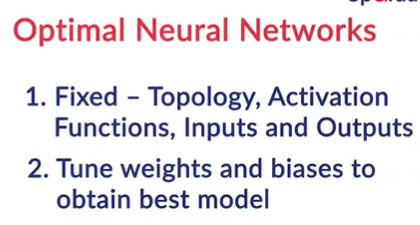 Optimal Neural Networks
1. Fixed – Topology, Activation
Functions, Inputs and Outputs
2. Tune weights and biases to
obtain best model